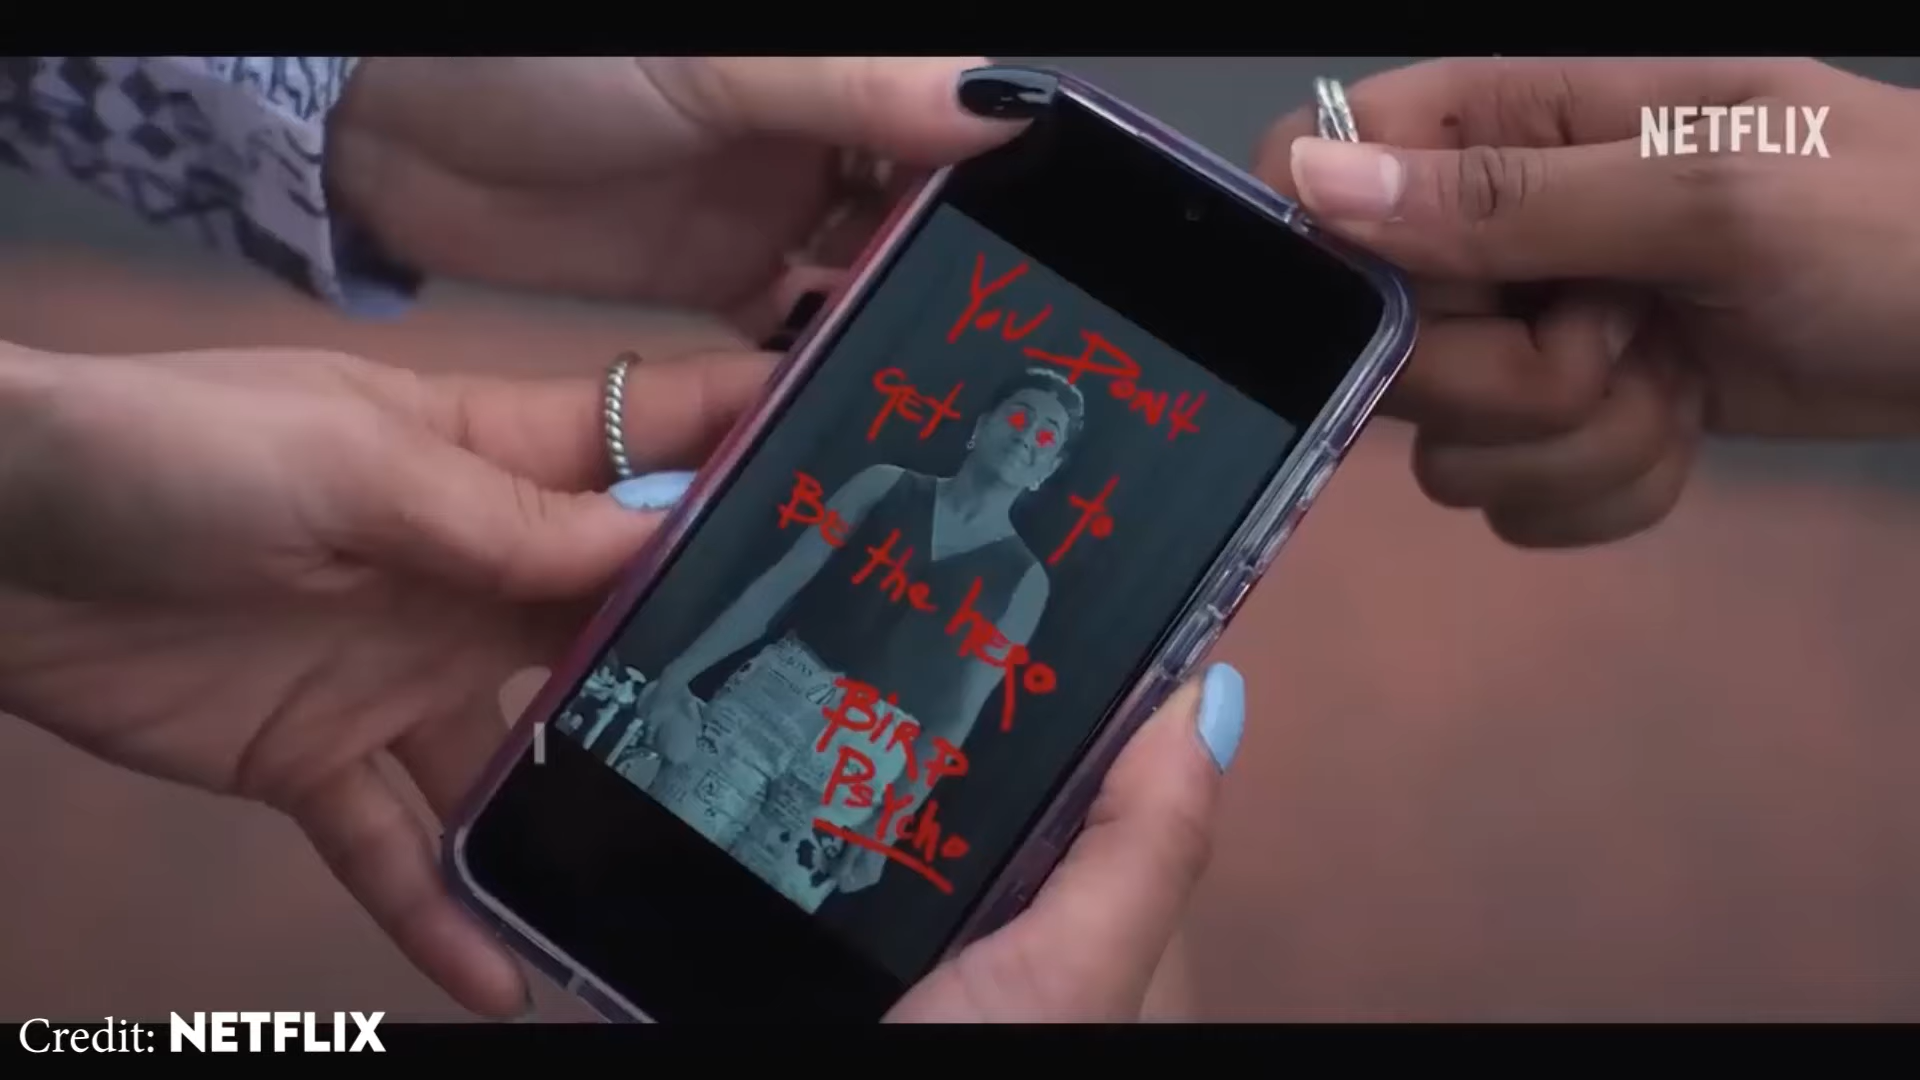 NETFLIX
You Don't
GET to
BE the hERO
BiRD
PsYcho
Credit: NETFLIX